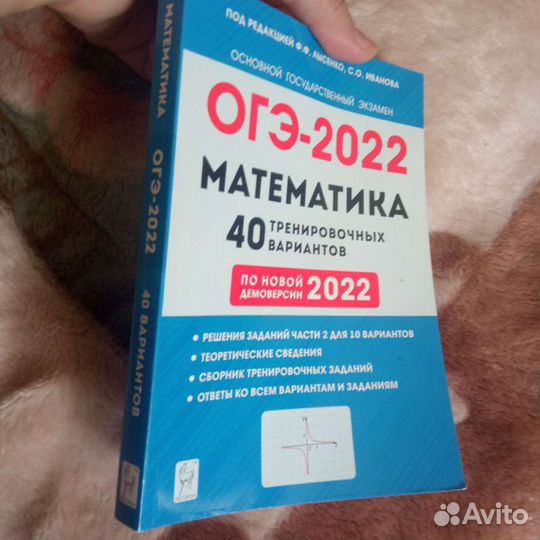 ПОД РЕДАКЦИЕЙ Ф.Ф. ЛЫСЕНКО, С.О. ИВАНОВА
ОСНОВНОЙ ГОСУДАРСТВЕННЫЙ ЭКЗАМЕН
ОГЭ-2022
МАТЕМАТИКА
40 ТРЕНИРОВОЧНЫХ
ВАРИАНТОВ
ПО НОВОЙ
ДЕМОВЕРСИИ 2022
• РЕШЕНИЯ ЗАДАНИЙ ЧАСТИ 2 ДЛЯ 10 ВАРИАНТОВ
• ТЕОРЕТИЧЕСКИЕ СВЕДЕНИЯ
• СБОРНИК ТРЕНИРОВОЧНЫХ ЗАДАНИЙ
• ОТВЕТЫ КО ВСЕМ ВАРИАНТАМ И ЗАДАНИЯМ
МАТЕМАТИКА
ОГЭ-2022
40 ВАРИАНТОВ
ЛЕГИОН
Avito